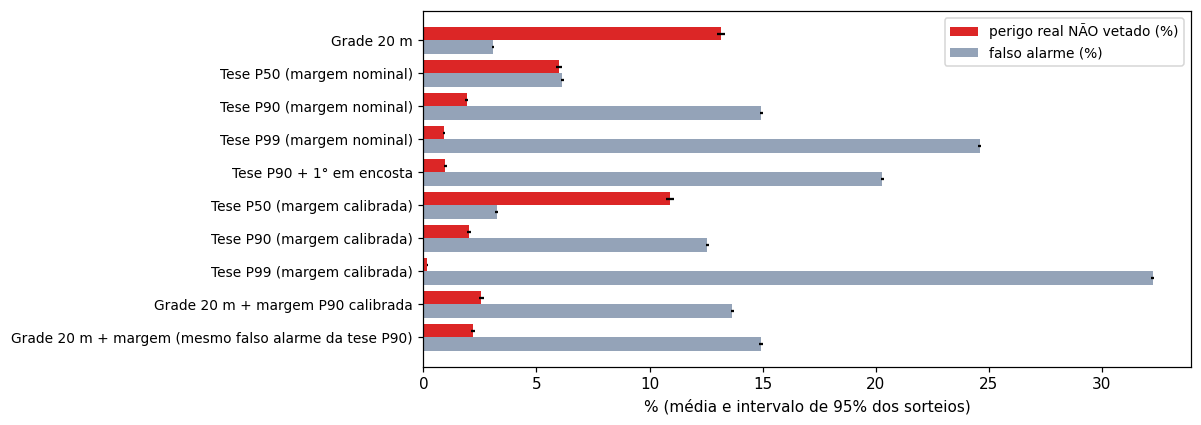 perigo real NÃO vetado (%)
falso alarme (%)
Grade 20 m
Tese P50 (margem nominal)
Tese P90 (margem nominal)
Tese P99 (margem nominal)
Tese P90 + 1° em encosta
Tese P50 (margem calibrada)
Tese P90 (margem calibrada)
Tese P99 (margem calibrada)
Grade 20 m + margem P90 calibrada
Grade 20 m + margem (mesmo falso alarme da tese P90)
0 5 10 15 20 25 30
% (média e intervalo de 95% dos sorteios)